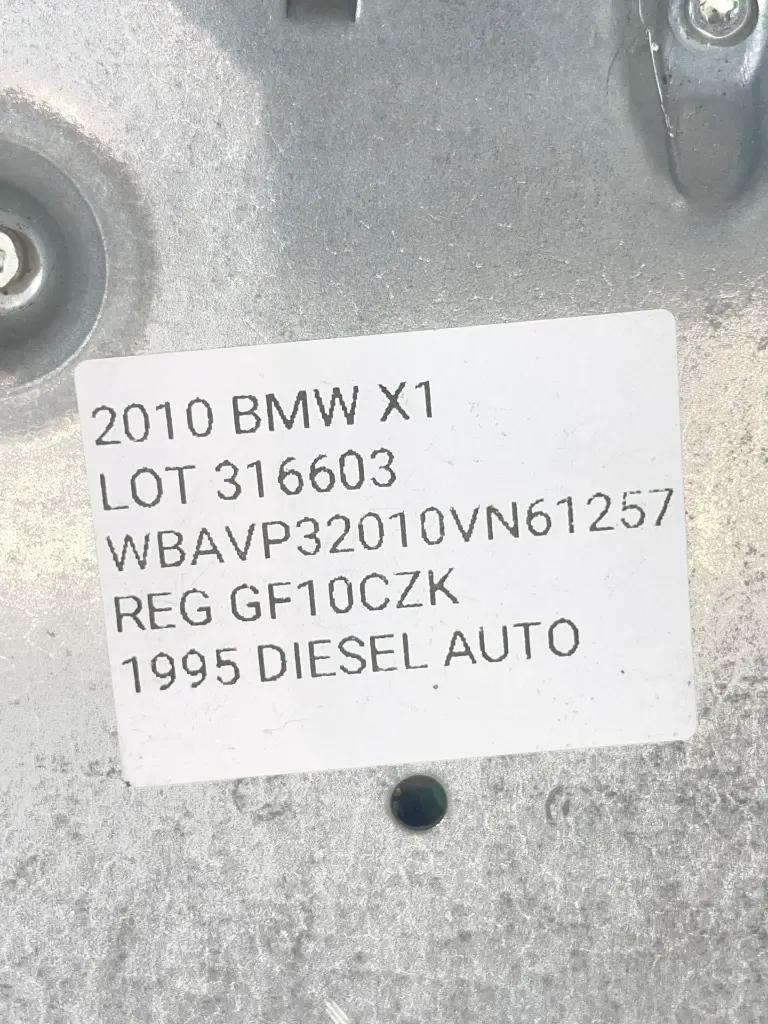 2010 BMW X1
LOT 316603
WBAVP32010VN61257
REG GF10CZK
1995 DIESEL AUTO